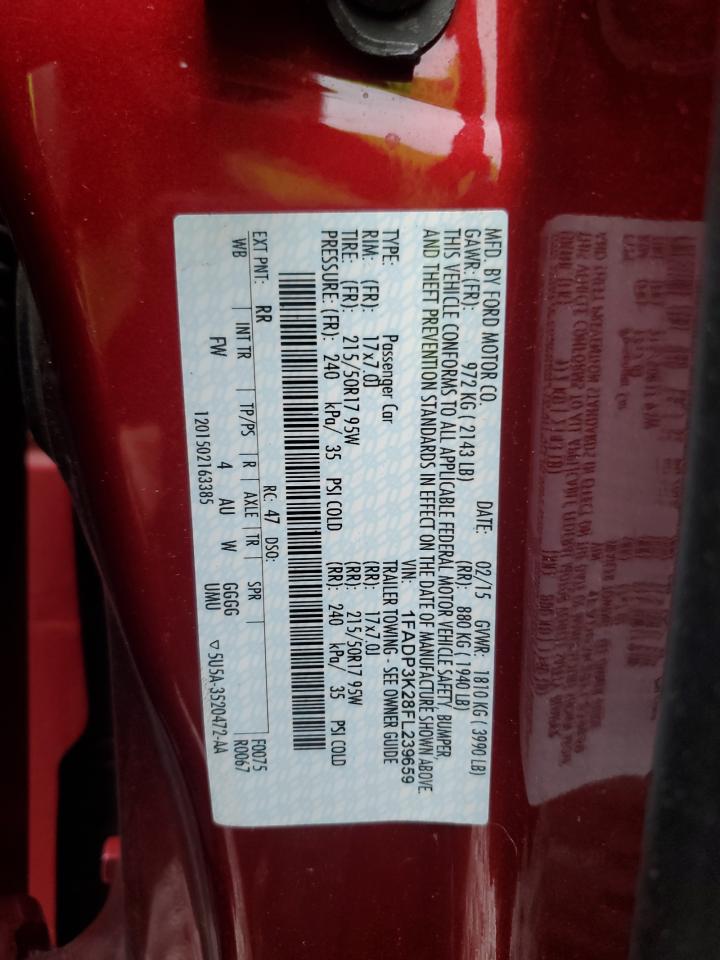 MFD. BY FORD MOTOR CO. DATE: 02/15 GVWR: 1810 KG ( 3990 LB)
GAWR: (FR): 972 KG ( 2143 LB) (RR): 880 KG ( 1940 LB)
THIS VEHICLE CONFORMS TO ALL APPLICABLE FEDERAL MOTOR VEHICLE SAFETY, BUMPER,
AND THEFT PREVENTION STANDARDS IN EFFECT ON THE DATE OF MANUFACTURE SHOWN ABOVE.
VIN: 1FADP3K28FL239659
TYPE: Passenger Car TRAILER TOWING - SEE OWNER GUIDE
RIM: (FR): 17x7.0J (RR): 17x7.0J
TIRE: (FR): 215/50R17 95W (RR): 215/50R17 95W
PRESSURE: (FR): 240 kPa/ 35 PSI COLD (RR): 240 kPa/ 35 PSI COLD
RC: 47 DSO: F0075
EXT PNT: RR R0067
WB INT TR TP/PS R AXLE TR SPR
FW 4 AU W GGGG
UMU
1201502163385 ▽5U5A-3520472-AA